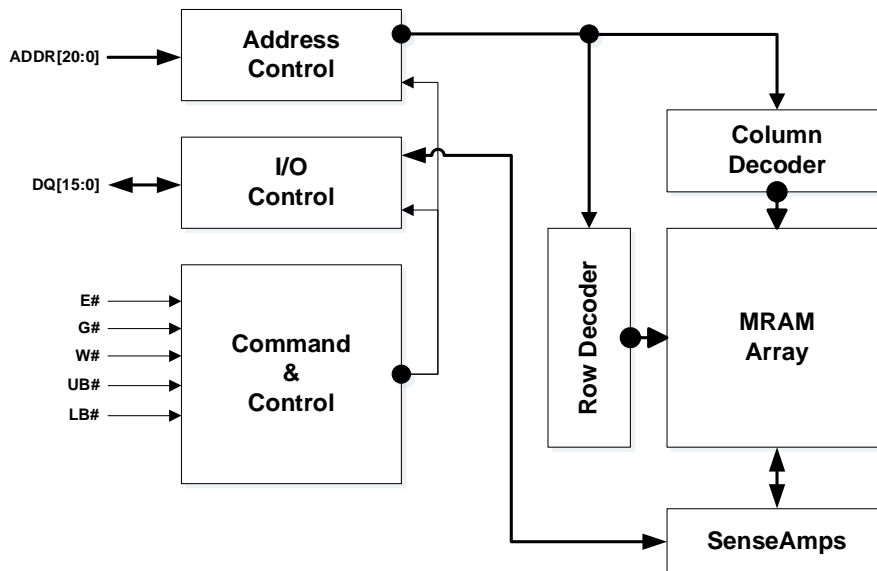 ADDR[20:0]
Address
Control
Column
Decoder
DQ[15:0]
I/O
Control
E#
G#
W#
UB#
LB#
Command
&
Control
Row Decoder
MRAM
Array
SenseAmps